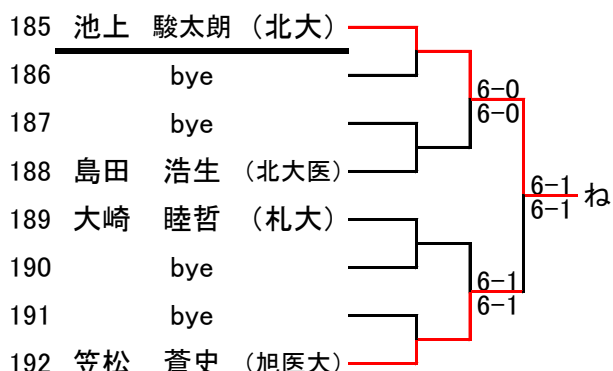 185 池上 駿太朗 (北大)
186 bye
6-0
187 bye
6-0
188 島田 浩生 (北大医)
6-1 ね
189 大崎 睦哲 (札大)
6-1
190 bye
6-1
191 bye
6-1
192 笠松 蒼史 (旭医大)